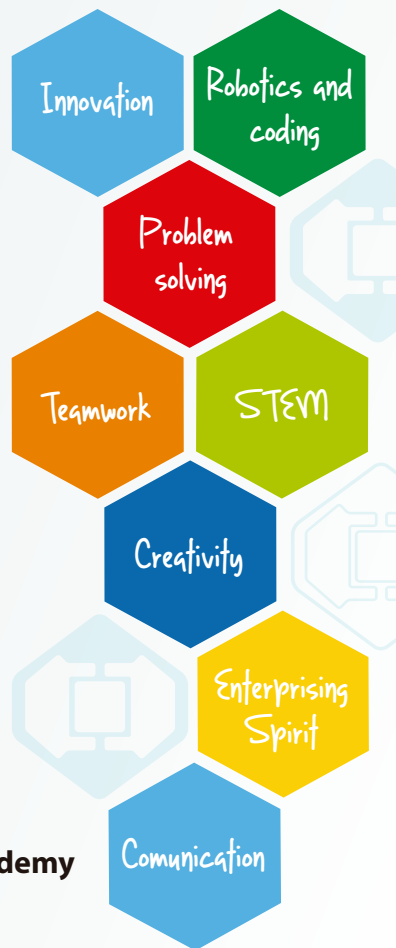 Innovation
Robotics and
coding
Problem
solving
Teamwork
STEM
Creativity
Enterprising
Spirit
demy
Comunication